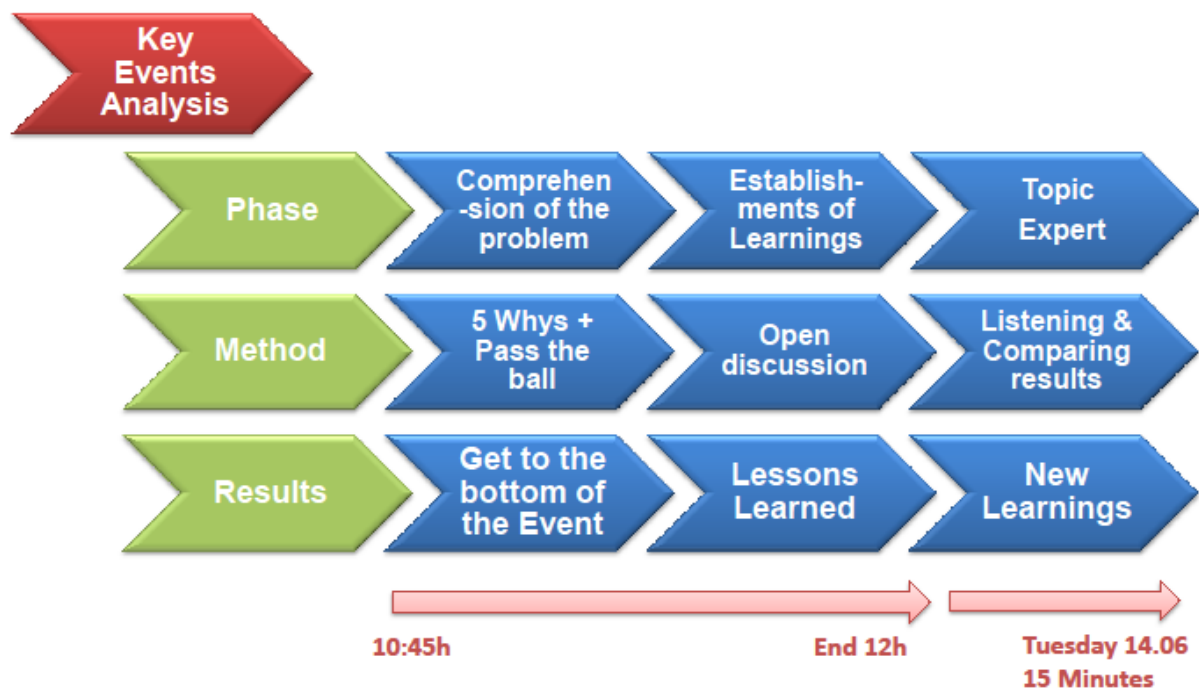 Key
Events
Analysis
Phase
Comprehen
-sion of the
problem
Establish-
ments of
Learnings
Topic
Expert
Method
5 Whys +
Pass the
ball
Open
discussion
Listening &
Comparing
results
Results
Get to the
bottom of
the Event
Lessons
Learned
New
Learnings
10:45h
End 12h
Tuesday 14.06
15 Minutes